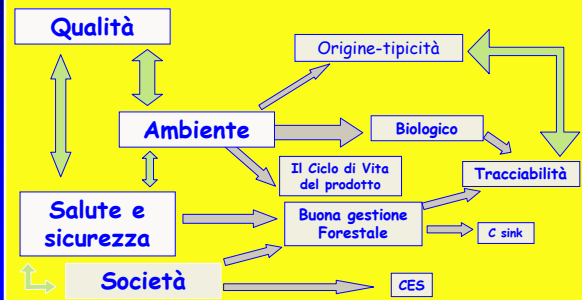 Qualità
Origine-tipicità
Ambiente
Biologico
Il Ciclo di Vita
del prodotto
Tracciabilità
Salute e
sicurezza
Buona gestione
Forestale
C sink
Società
CES